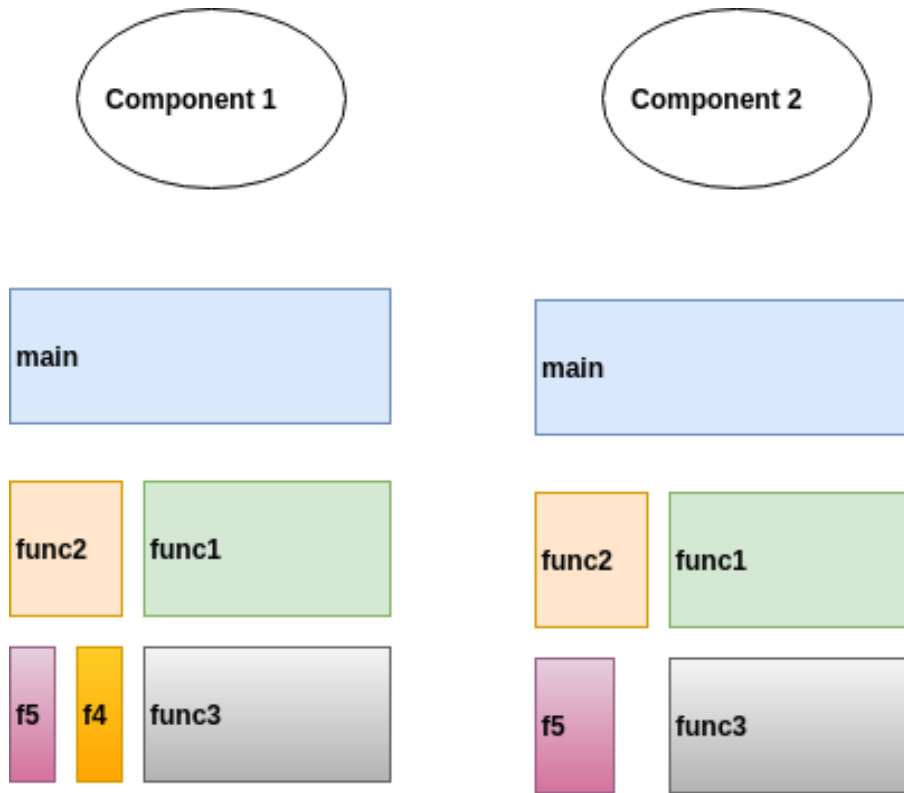 Component 1
Component 2
main
main
func2
func1
func2
func1
f5
f4
func3
f5
func3